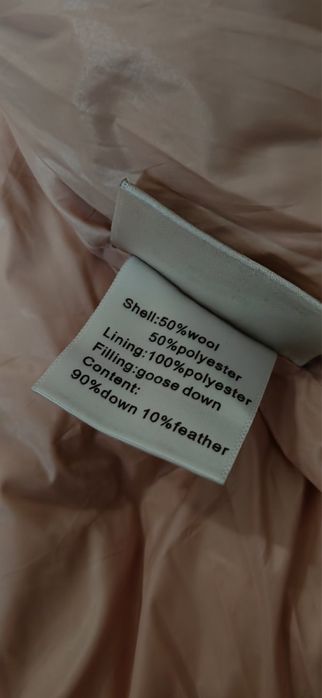 Shell:50%wool
50%polyester
Lining:100%polyester
Filling:goose down
Content:
90%down 10%feather